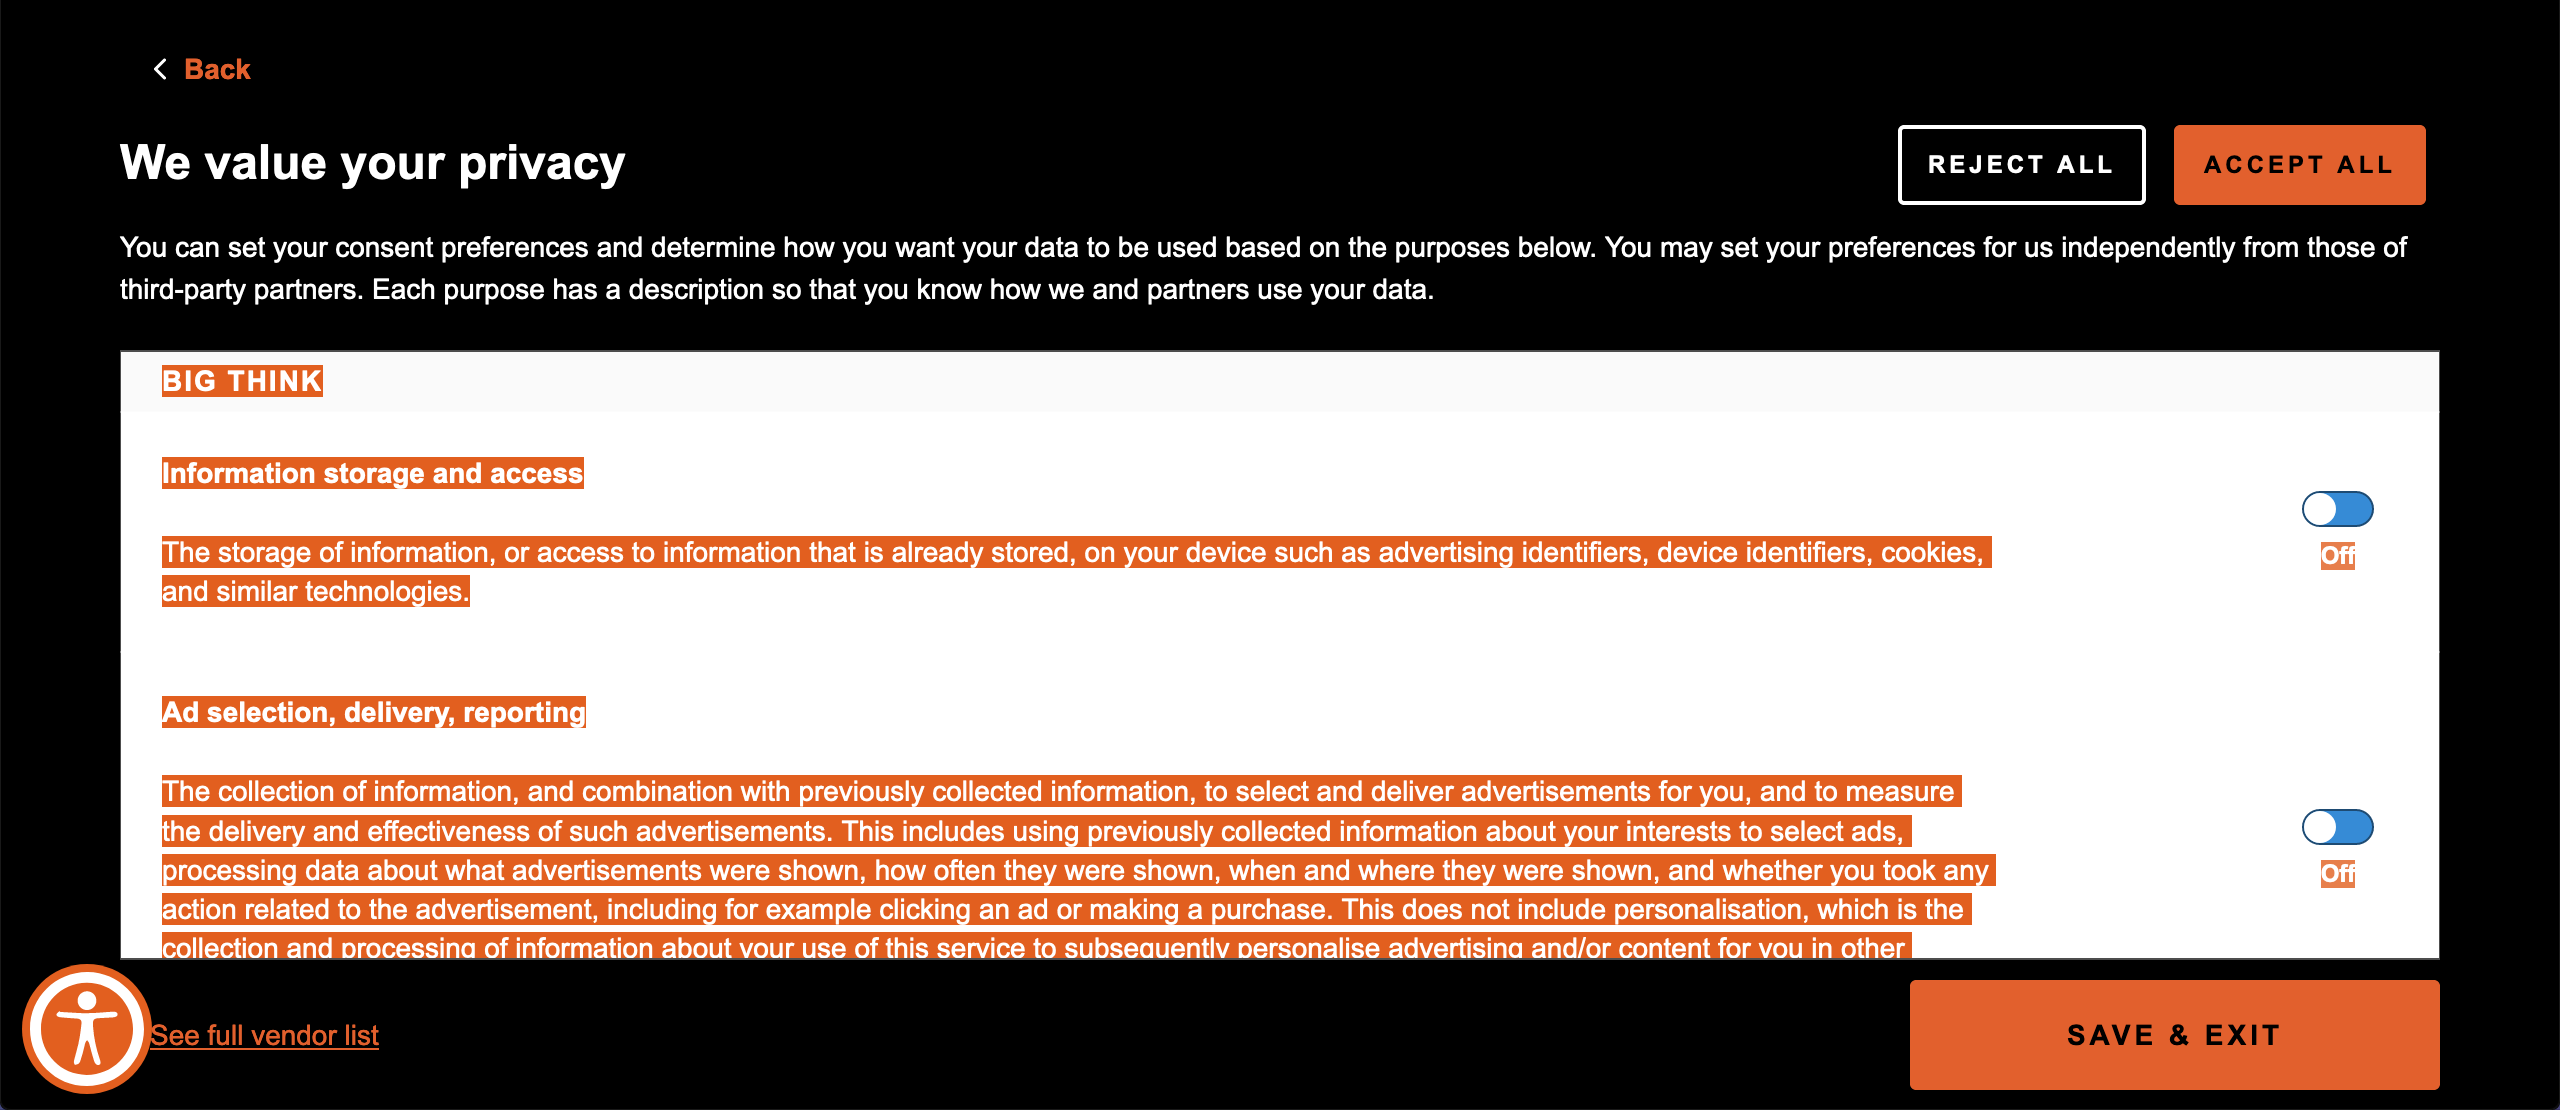 Back
We value your privacy
REJECT ALL
ACCEPT ALL
You can set your consent preferences and determine how you want your data to be used based on the purposes below. You may set your preferences for us independently from those of
third-party partners. Each purpose has a description so that you know how we and partners use your data.
BIG THINK
Information storage and access
The storage of information, or access to information that is already stored, on your device such as advertising identifiers, device identifiers, cookies,
and similar technologies.
Off
Ad selection, delivery, reporting
The collection of information, and combination with previously collected information, to select and deliver advertisements for you, and to measure
the delivery and effectiveness of such advertisements. This includes using previously collected information about your interests to select ads,
processing data about what advertisements were shown, how often they were shown, when and where they were shown, and whether you took any
action related to the advertisement, including for example clicking an ad or making a purchase. This does not include personalisation, which is the
collection and processing of information about your use of this service to subsequently personalise advertising and/or content for you in other
Off
See full vendor list
SAVE & EXIT